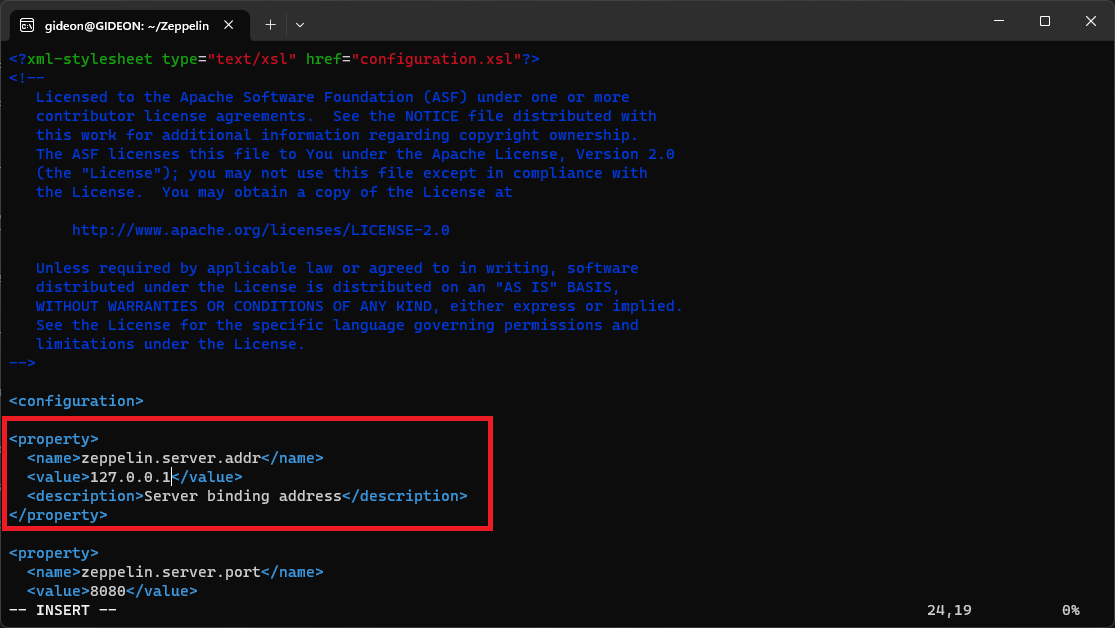 gideon@GIDEON: ~/Zeppelin
<?xml-stylesheet type="text/xsl" href="configuration.xsl"?>
<!--
   Licensed to the Apache Software Foundation (ASF) under one or more
   contributor license agreements.  See the NOTICE file distributed with
   this work for additional information regarding copyright ownership.
   The ASF licenses this file to You under the Apache License, Version 2.0
   (the "License"); you may not use this file except in compliance with
   the License.  You may obtain a copy of the License at

       http://www.apache.org/licenses/LICENSE-2.0

   Unless required by applicable law or agreed to in writing, software
   distributed under the License is distributed on an "AS IS" BASIS,
   WITHOUT WARRANTIES OR CONDITIONS OF ANY KIND, either express or implied.
   See the License for the specific language governing permissions and
   limitations under the License.
-->

<configuration>

<property>
  <name>zeppelin.server.addr</name>
  <value>127.0.0.1</value>
  <description>Server binding address</description>
</property>

<property>
  <name>zeppelin.server.port</name>
  <value>8080</value>
-- INSERT -- 24,19 0%